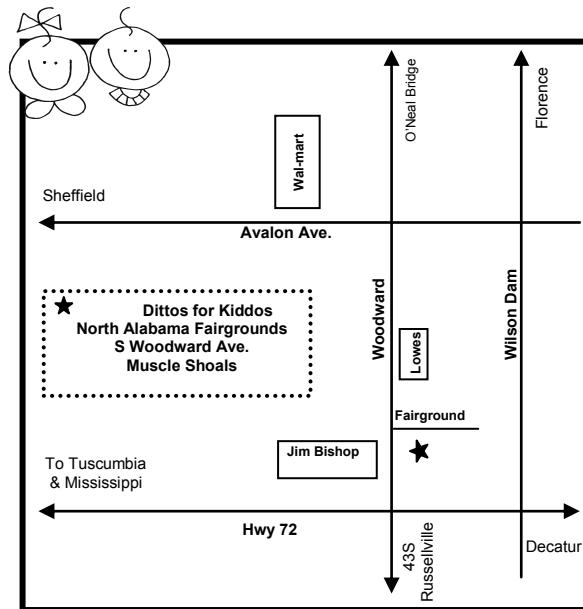 O'Neal Bridge
Florence
Wal-mart
Sheffield
Avalon Ave.
Dittos for Kiddos
North Alabama Fairgrounds
S Woodward Ave.
Muscle Shoals
Woodward
Lowes
Wilson Dam
Fairground
Jim Bishop
To Tuscumbia
& Mississippi
Hwy 72
43S
Russellville
Decatur